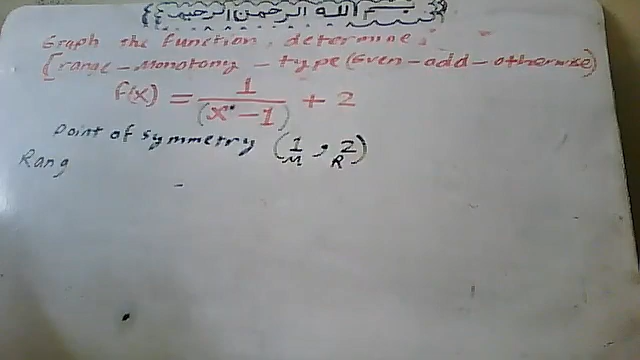 بسم الله الرحمن الرحيم
Graph the function, determine:
[range - Monotony - type (Even - odd - otherwise)
f(x) = 1/(x - 1) + 2
Point of symmetry (1, 2)
M R
Rang